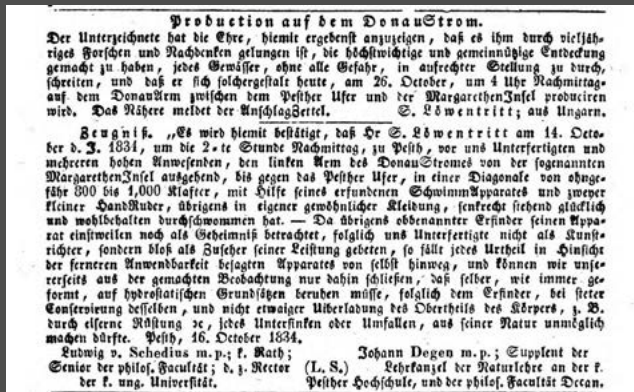 Production auf dem DonauStrom.
Der Unterzeichnete hat die Ehre, hiemit ergebenst anzuzeigen, daß es ihm durch vieljäh-
riges Forschen und Nachdenken gelungen ist, die höchstwichtige und gemeinnützige Entdeckung
gemacht zu haben, jedes Gewässer, ohne alle Gefahr, in aufrechter Stellung zu durch,
schreiten, und daß er sich solchergestalt heute, am 26. October, um 4 Uhr Nachmittag-
auf dem DonauArm zwischen dem Pesther Ufer und der MargarethenInsel produciren
wird. Das Nähere meldet der AnschlagZettel. S. Löwentritt; aus Ungarn.
Zeugniß. „Es wird hiemit bestätigt, daß Hr S. Löwentritt am 14. Octo-
ber d. J. 1834, um die 2-te Stunde Nachmittag, zu Pesth, vor uns Unterfertigten und
mehreren hohen Anwesenden, den linken Arm des DonauStromes von der sogenannten
MargarethenInsel ausgehend, bis gegen das Pesther Ufer, in einer Diagonale von ohnge-
fähr 800 bis 1,000 Klafter, mit Hilfe seines erfundenen SchwimmApparates und zweyer
kleiner HandRuder, übrigens in eigener gewöhnlicher Kleidung, senkrecht stehend glücklich
und wohlbehalten durchschwommen hat. — Da übrigens obbenannter Erfinder seinen Appa-
rat einstweilen noch als Geheimniß betrachtet, folglich uns Unterfertigte nicht als Kunst-
richter, sondern bloß als Zuseher seiner Leistung gebeten, so fällt jedes Urtheil in Hinsicht
der ferneren Anwendbarkeit besagten Apparates von selbst hinweg, und können wir unse-
rerseits aus der gemachten Beobachtung nur dahin schließen, daß selber, wie immer ge-
formt, auf hydrostatischen Grundsätzen beruhen müsse, folglich dem Erfinder, bei steter
Conservirung desselben, und nicht etwaiger Uiberladung des Obertheils des Körpers, z. B.
durch eiserne Rüstung ꝛc, jedes Untersinken oder Umfallen, aus seiner Natur unmöglich
machen dürfte. Pesth, 16. October 1834.
Ludwig v. Schedius m. p.; k. Rath; Johann Degen m. p.; Supplent der
Senior der philos. Facultät; d. z. Rector (L. S.) Lehrkanzel der Naturlehre an der k.
der k. ung. Universität. Pesther Hochschule, und der philos. Facultät Decan.